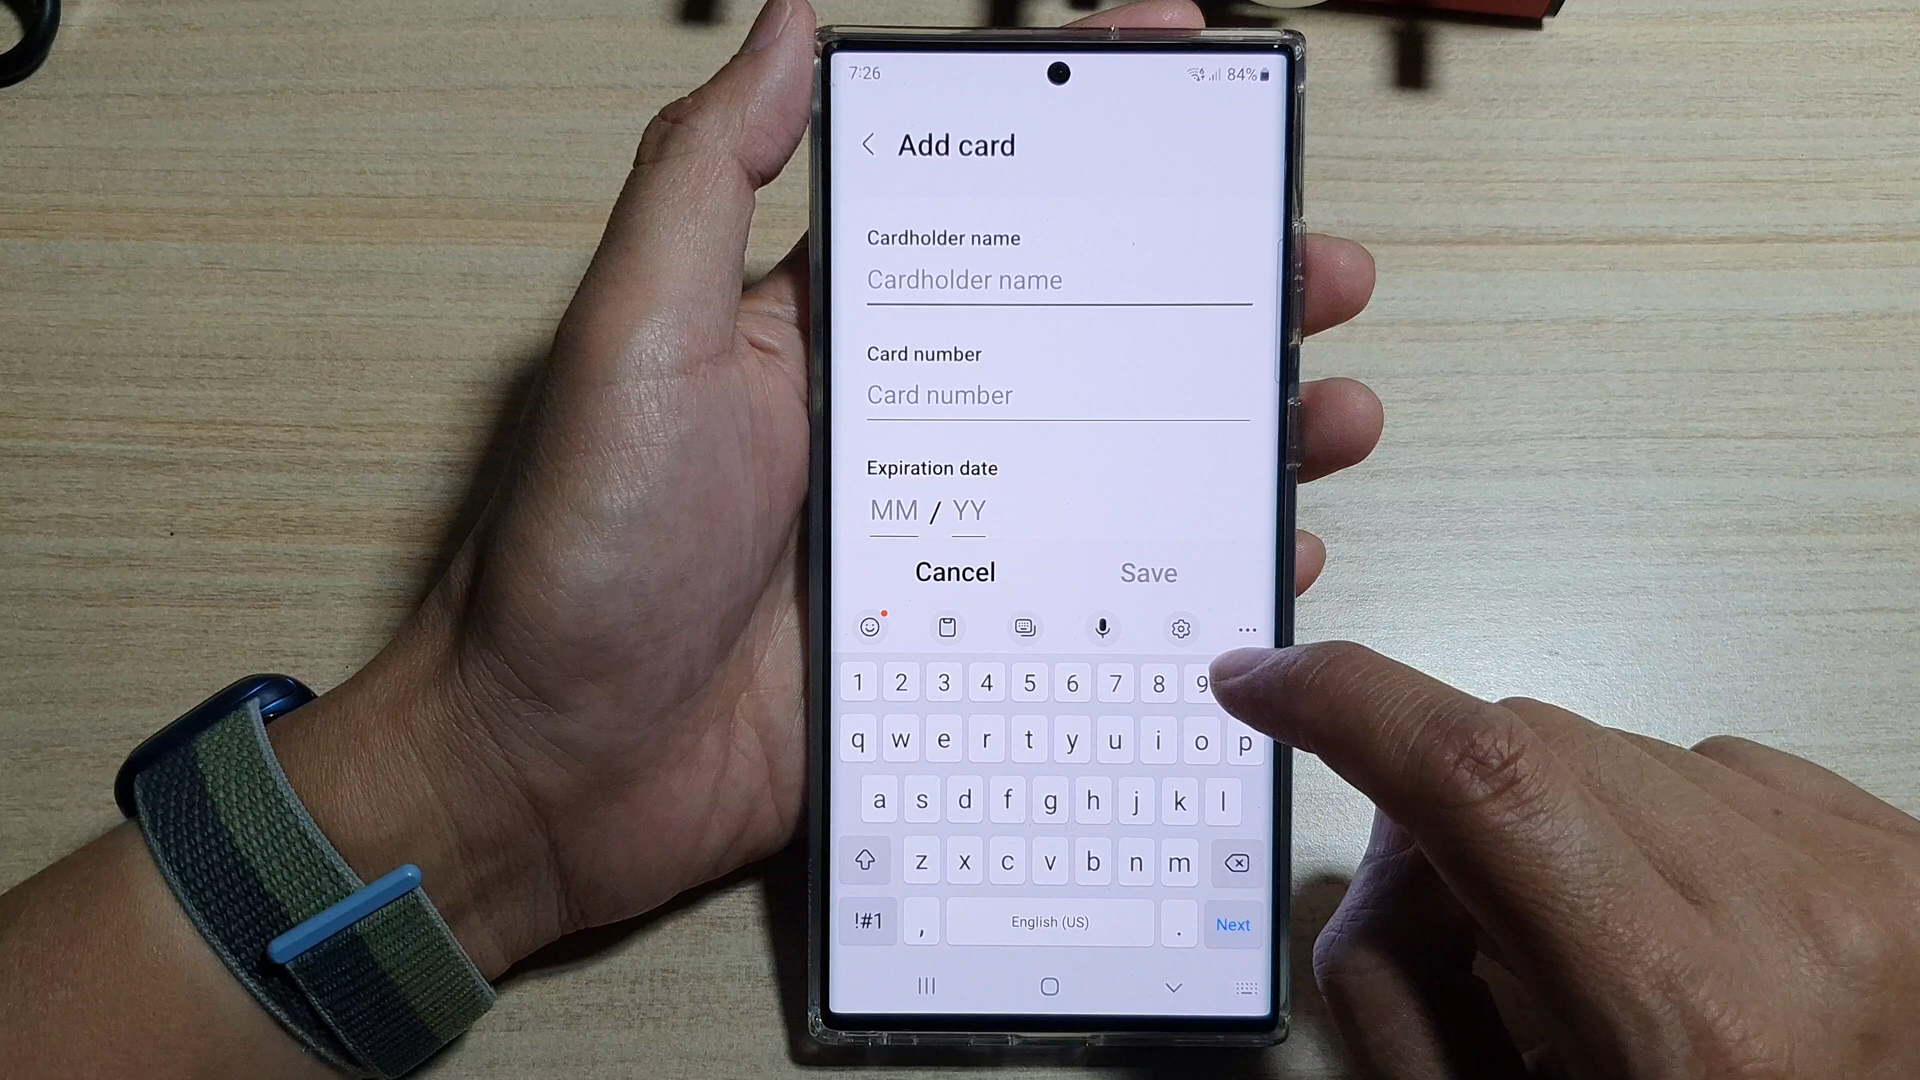 7:26 84%
Add card
Cardholder name
Cardholder name
Card number
Card number
Expiration date
MM / YY
Cancel Save
1 2 3 4 5 6 7 8 9
q w e r t y u i o p
a s d f g h j k l
z x c v b n m
!#1 , English (US) . Next